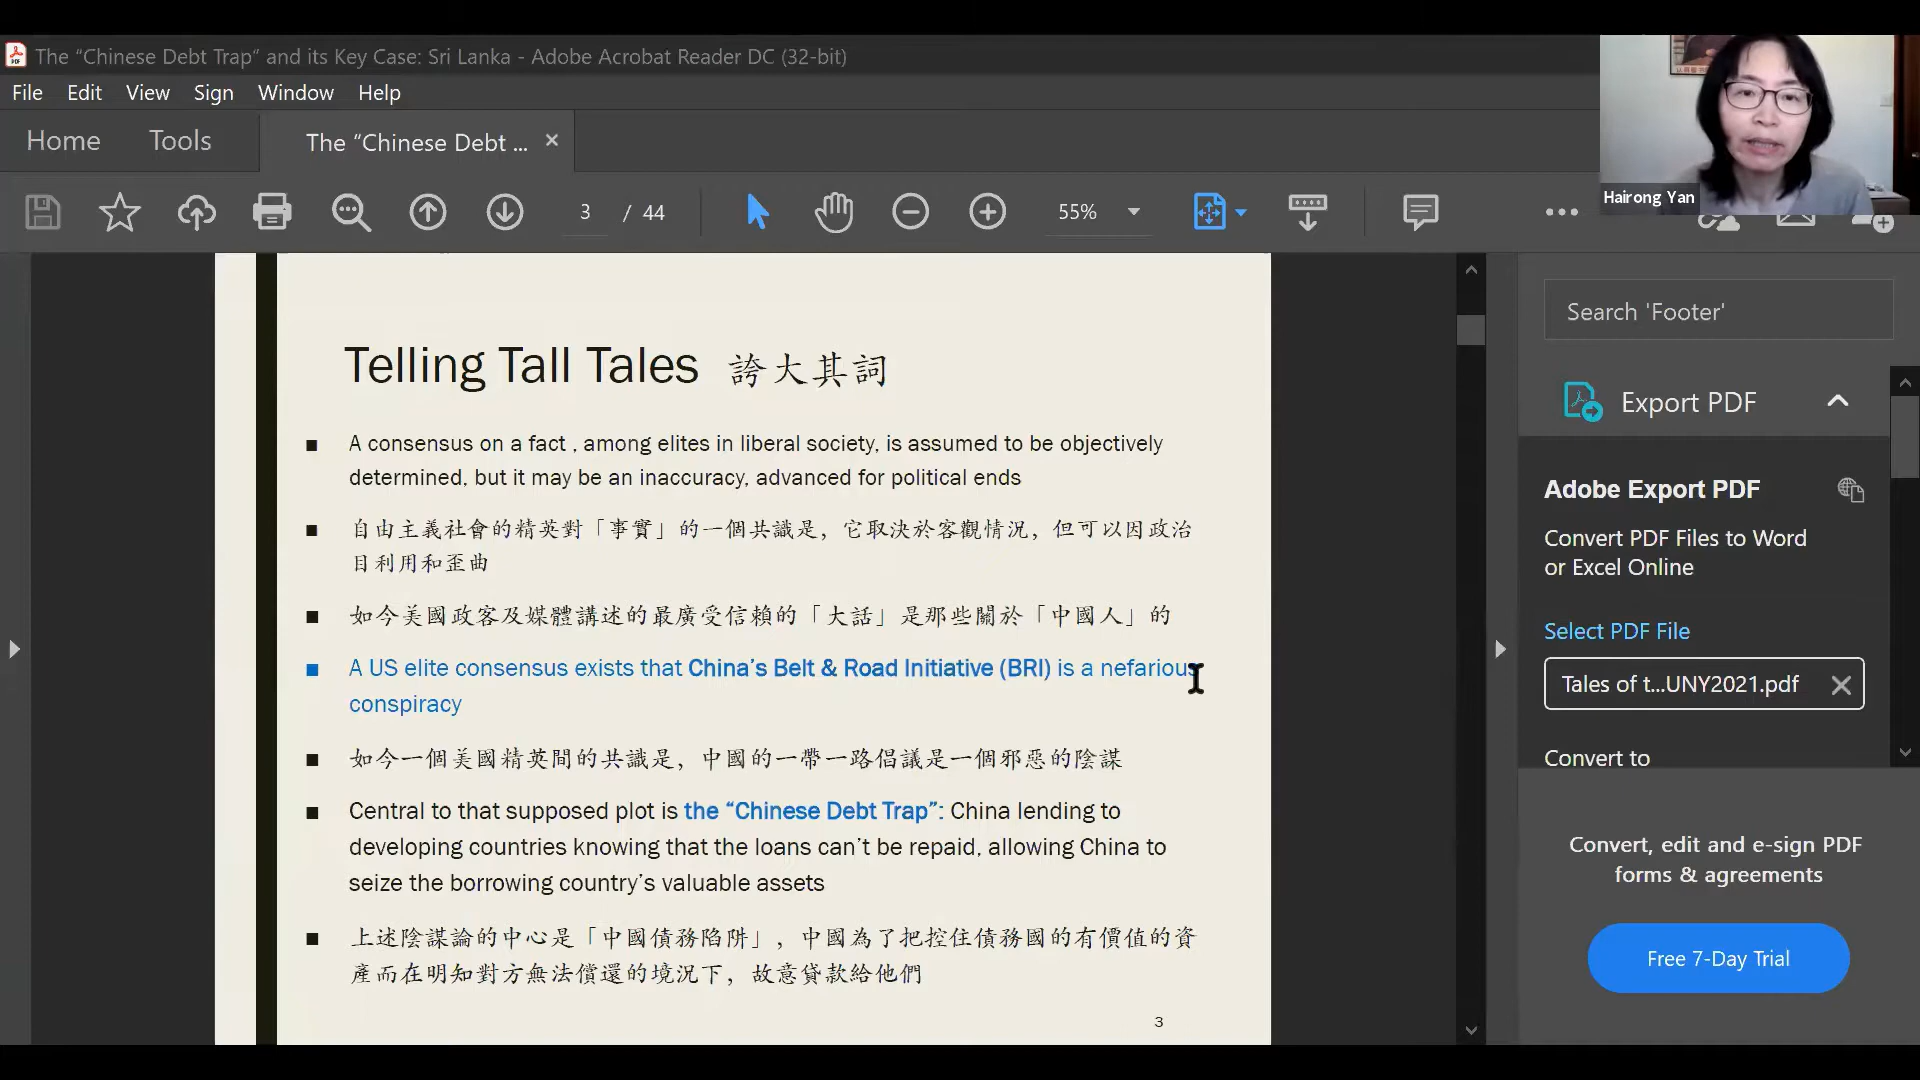 The “Chinese Debt Trap” and its Key Case: Sri Lanka - Adobe Acrobat Reader DC (32-bit)
File Edit View Sign Window Help
Home Tools The “Chinese Debt ...
3 / 44 55%
Hairong Yan
Telling Tall Tales 誇大其詞
A consensus on a fact , among elites in liberal society, is assumed to be objectively
determined, but it may be an inaccuracy, advanced for political ends
自由主義社會的精英對「事實」的一個共識是，它取決於客觀情況，但可以因政治
目利用和歪曲
如今美國政客及媒體講述的最廣受信賴的「大話」是那些關於「中國人」的
A US elite consensus exists that China’s Belt & Road Initiative (BRI) is a nefarious
conspiracy
如今一個美國精英間的共識是，中國的一帶一路倡議是一個邪惡的陰謀
Central to that supposed plot is the “Chinese Debt Trap”: China lending to
developing countries knowing that the loans can’t be repaid, allowing China to
seize the borrowing country’s valuable assets
上述陰謀論的中心是「中國債務陷阱」，中國為了把控住債務國的有價值的資
產而在明知對方無法償還的境況下，故意貸款給他們
3
Search 'Footer'
Export PDF
Adobe Export PDF
Convert PDF Files to Word
or Excel Online
Select PDF File
Tales of t...UNY2021.pdf
Convert to
Convert, edit and e-sign PDF
forms & agreements
Free 7-Day Trial